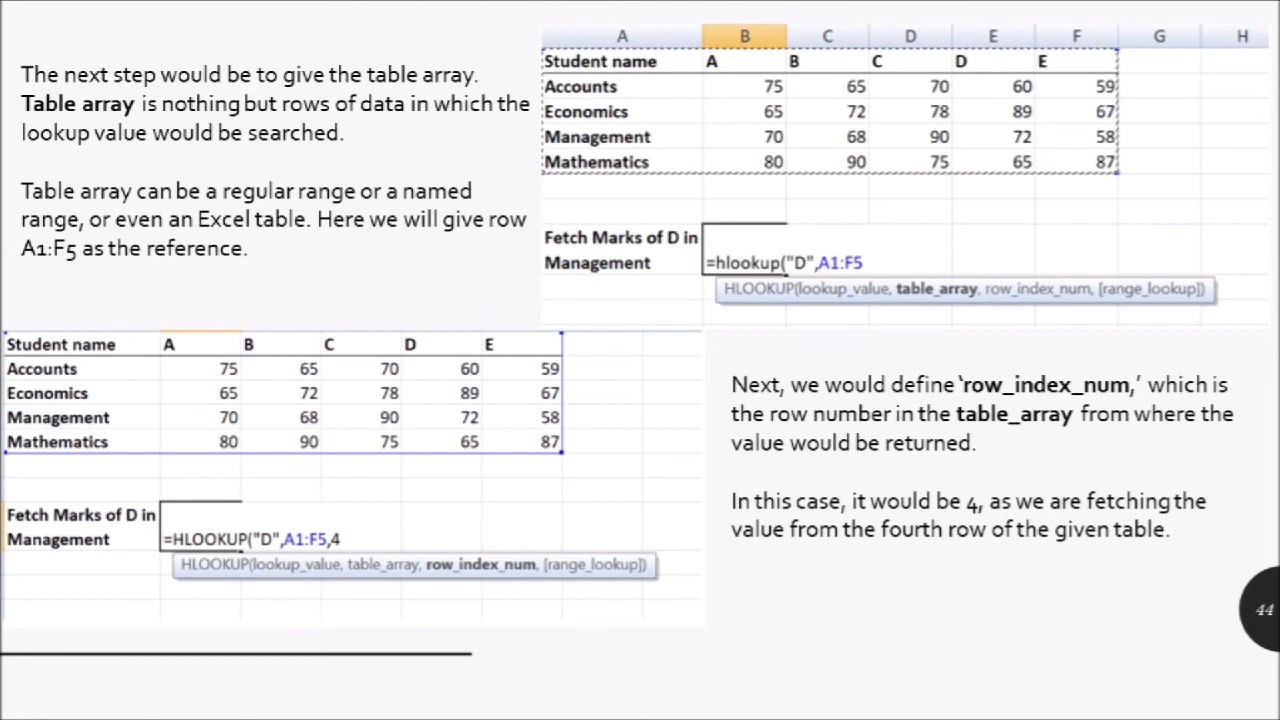 The next step would be to give the table array.
Table array is nothing but rows of data in which the
lookup value would be searched.
Table array can be a regular range or a named
range, or even an Excel table. Here we will give row
A1:F5 as the reference.
A B C D E F G H
Student name A B C D E
Accounts 75 65 70 60 59
Economics 65 72 78 89 67
Management 70 68 90 72 58
Mathematics 80 90 75 65 87
Fetch Marks of D in
Management =hlookup("D",A1:F5
HLOOKUP(lookup_value, table_array, row_index_num, [range_lookup])
Student name A B C D E
Accounts 75 65 70 60 59
Economics 65 72 78 89 67
Management 70 68 90 72 58
Mathematics 80 90 75 65 87
Fetch Marks of D in
Management =HLOOKUP("D",A1:F5,4
HLOOKUP(lookup_value, table_array, row_index_num, [range_lookup])
Next, we would define ‘row_index_num,’ which is
the row number in the table_array from where the
value would be returned.
In this case, it would be 4, as we are fetching the
value from the fourth row of the given table.
44